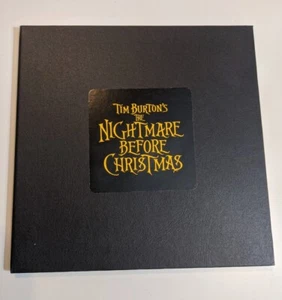 TIM BURTON'S
THE
NIGHTMARE
BEFORE
CHRISTMAS